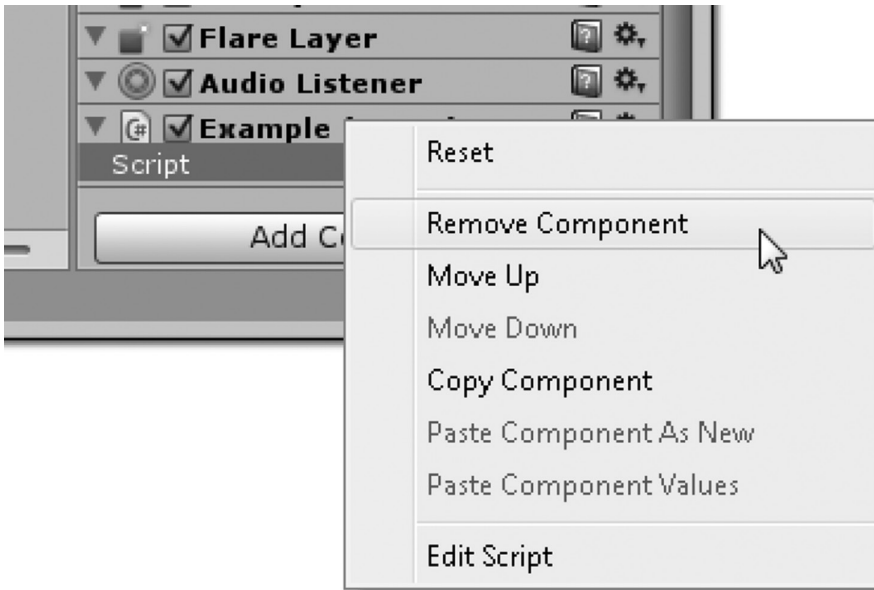 Flare Layer
Audio Listener
Example
Script
Add
Reset
Remove Component
Move Up
Move Down
Copy Component
Paste Component As New
Paste Component Values
Edit Script